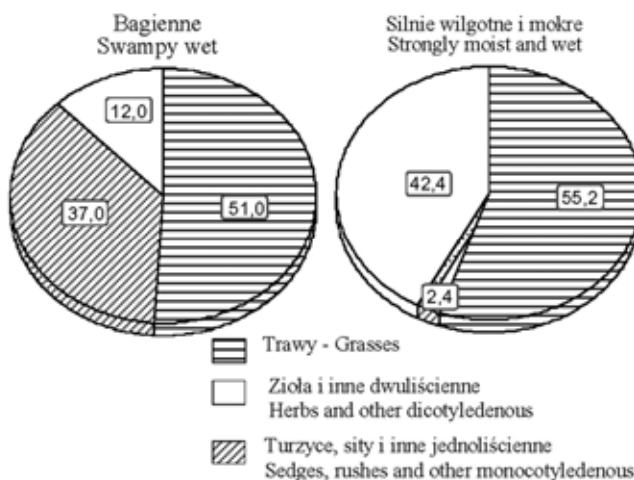 Bagienne
Swampy wet
12,0
37,0
51,0
Silnie wilgotne i mokre
Strongly moist and wet
42,4
55,2
2,4
Trawy - Grasses
Zioła i inne dwuliścienne
Herbs and other dicotyledenous
Turzyce, sity i inne jednoliścienne
Sedges, rushes and other monocotyledenous